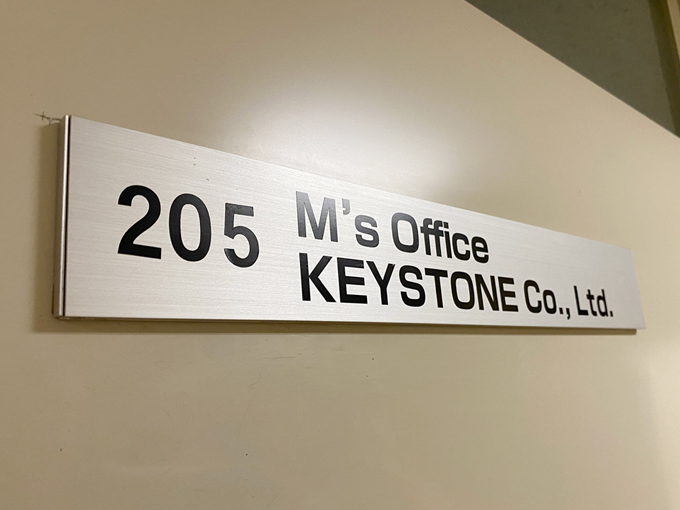 205
M's Office
KEYSTONE Co., Ltd.